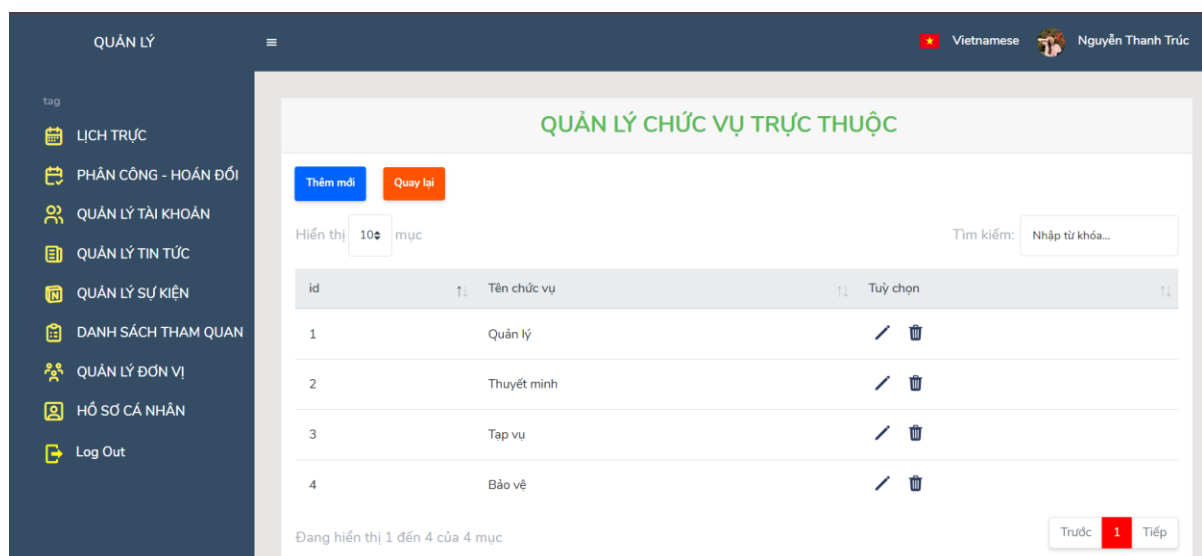 QUẢN LÝ
Vietnamese Nguyễn Thanh Trúc
tag
LỊCH TRỰC
PHÂN CÔNG - HOÁN ĐỔI
QUẢN LÝ TÀI KHOẢN
QUẢN LÝ TIN TỨC
QUẢN LÝ SỰ KIỆN
DANH SÁCH THAM QUAN
QUẢN LÝ ĐƠN VỊ
HỒ SƠ CÁ NHÂN
Log Out
QUẢN LÝ CHỨC VỤ TRỰC THUỘC
Thêm mới Quay lại
Hiển thị 10 mục Tìm kiếm: Nhập từ khóa...
id Tên chức vụ Tuỳ chọn
1 Quản lý
2 Thuyết minh
3 Tạp vụ
4 Bảo vệ
Đang hiển thị 1 đến 4 của 4 mục
Trước 1 Tiếp